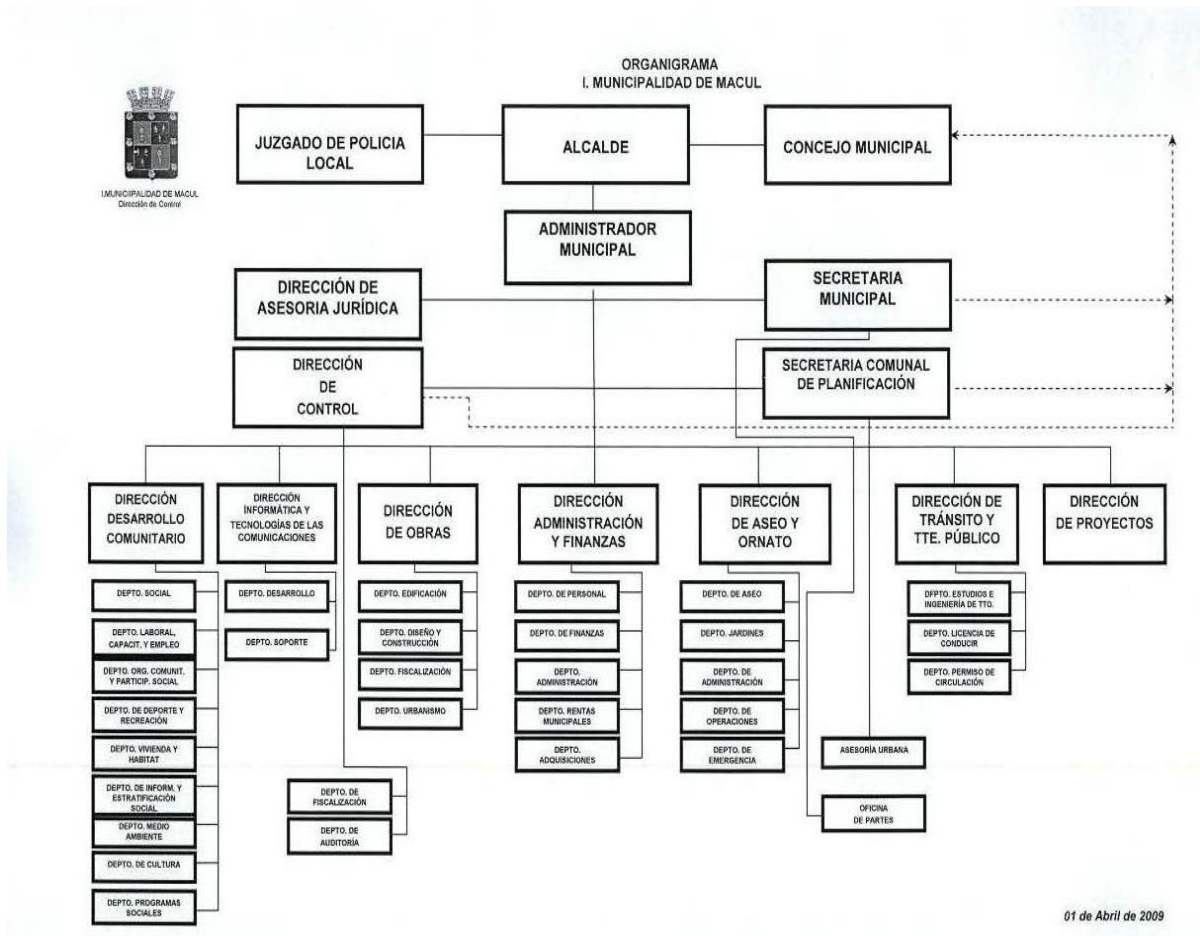 ORGANIGRAMA
I. MUNICIPALIDAD DE MACUL
I.MUNICIPALIDAD DE MACUL
Dirección de Control
JUZGADO DE POLICIA
LOCAL
ALCALDE
CONCEJO MUNICIPAL
ADMINISTRADOR
MUNICIPAL
DIRECCIÓN DE
ASESORIA JURÍDICA
SECRETARIA
MUNICIPAL
DIRECCIÓN
DE
CONTROL
SECRETARIA COMUNAL
DE PLANIFICACIÓN
DIRECCIÓN
DESARROLLO
COMUNITARIO
DIRECCIÓN
INFORMÁTICA Y
TECNOLOGÍAS DE LAS
COMUNICACIONES
DIRECCIÓN
DE OBRAS
DIRECCIÓN
ADMINISTRACIÓN
Y FINANZAS
DIRECCIÓN
DE ASEO Y
ORNATO
DIRECCIÓN DE
TRÁNSITO Y
TTE. PÚBLICO
DIRECCIÓN
DE PROYECTOS
DEPTO. SOCIAL
DEPTO. LABORAL,
CAPACIT. Y EMPLEO
DEPTO. ORG. COMUNIT.
Y PARTICIP. SOCIAL
DEPTO. DE DEPORTE Y
RECREACIÓN
DEPTO. VIVIENDA Y
HABITAT
DEPTO. DE INFORM. Y
ESTRATIFICACIÓN
SOCIAL
DEPTO. MEDIO
AMBIENTE
DEPTO. DE CULTURA
DEPTO. PROGRAMAS
SOCIALES
DEPTO. DESARROLLO
DEPTO. SOPORTE
DEPTO. DE
FISCALIZACIÓN
DEPTO. DE
AUDITORÍA
DEPTO. EDIFICACIÓN
DEPTO. DISEÑO Y
CONSTRUCCIÓN
DEPTO. FISCALIZACIÓN
DEPTO. URBANISMO
DEPTO. DE PERSONAL
DEPTO. DE FINANZAS
DEPTO.
ADMINISTRACIÓN
DEPTO. RENTAS
MUNICIPALES
DEPTO.
ADQUISICIONES
DEPTO. DE ASEO
DEPTO. JARDINES
DEPTO. DE
ADMINISTRACIÓN
DEPTO. DE
OPERACIONES
DEPTO. DE
EMERGENCIA
ASESORÍA URBANA
OFICINA
DE PARTES
DFPTO. ESTUDIOS E
INGENIERÍA DE TTO.
DEPTO. LICENCIA DE
CONDUCIR
DEPTO. PERMISO DE
CIRCULACIÓN
01 de Abril de 2009